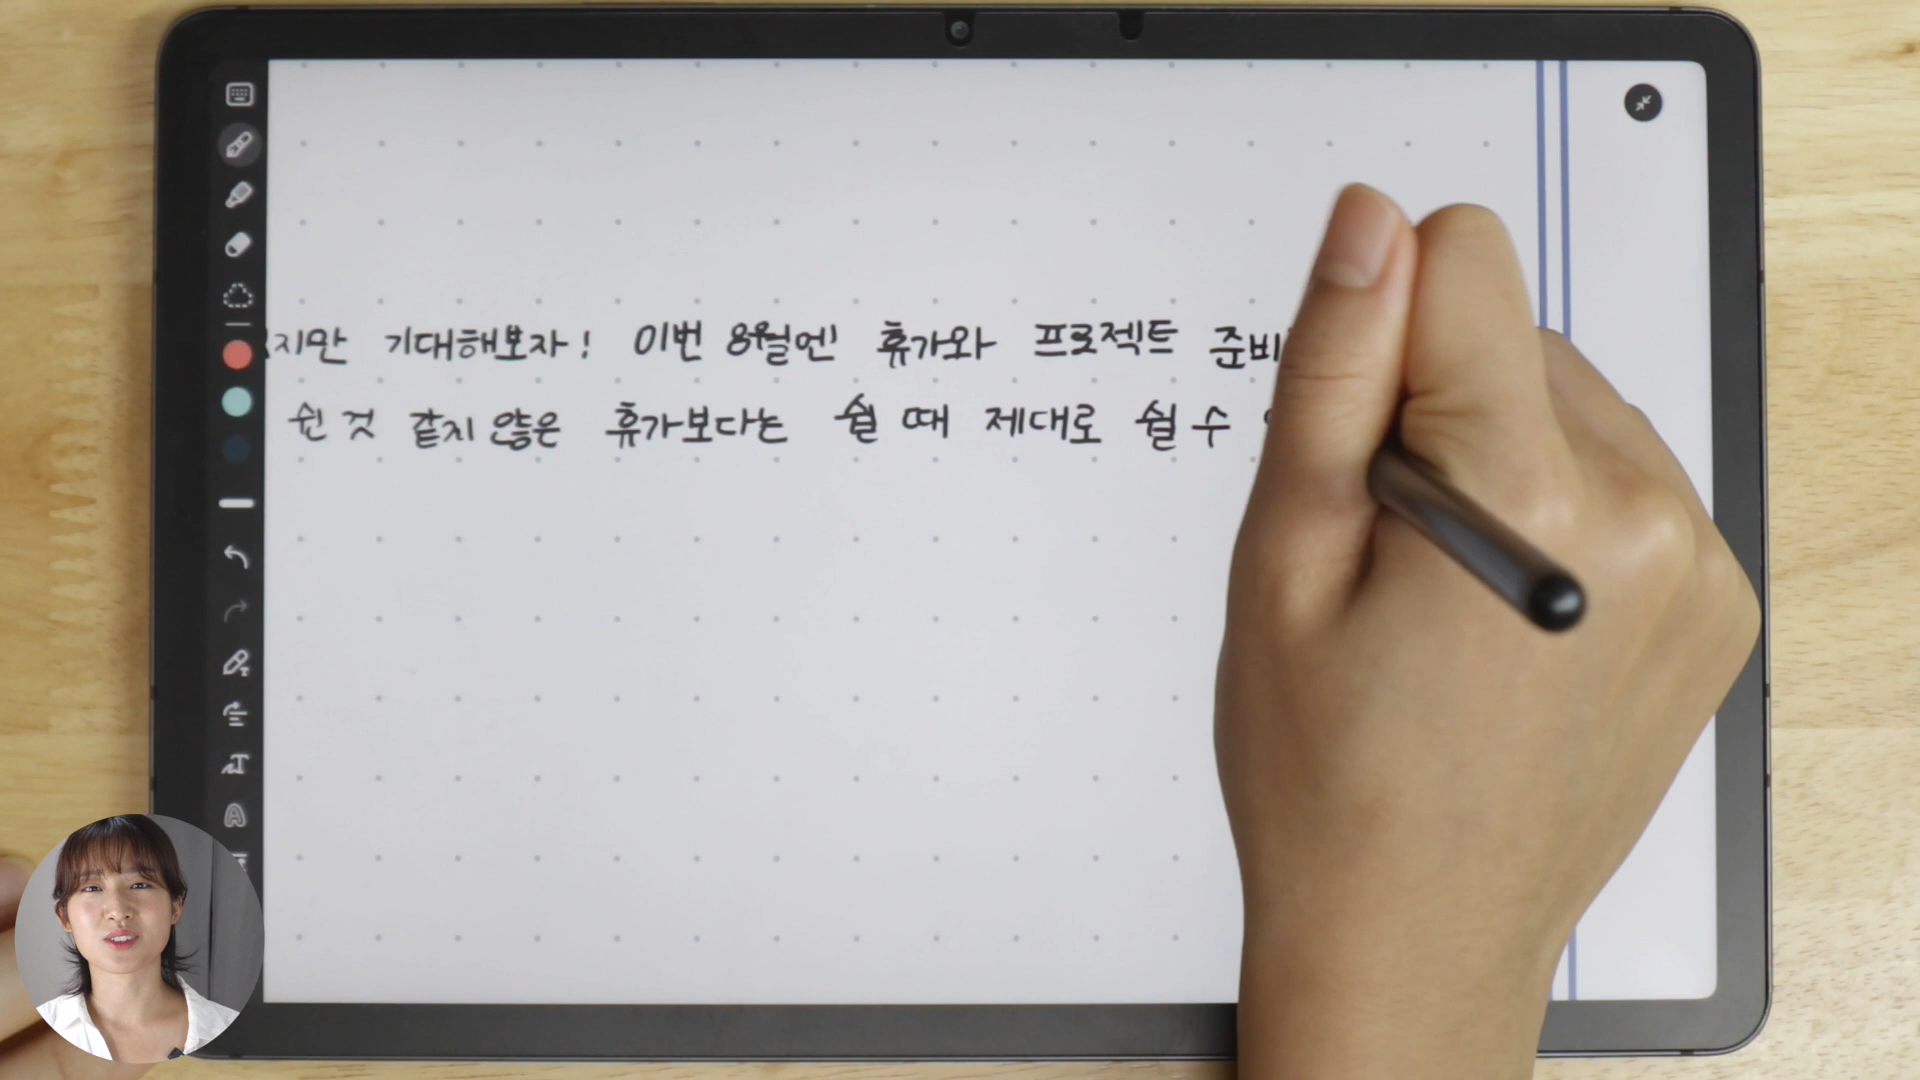 지만 기대해보자! 이번 8월엔 휴가와 프로젝트 준비
쉰 것 같지 않은 휴가보다는 쉴 때 제대로 쉴 수